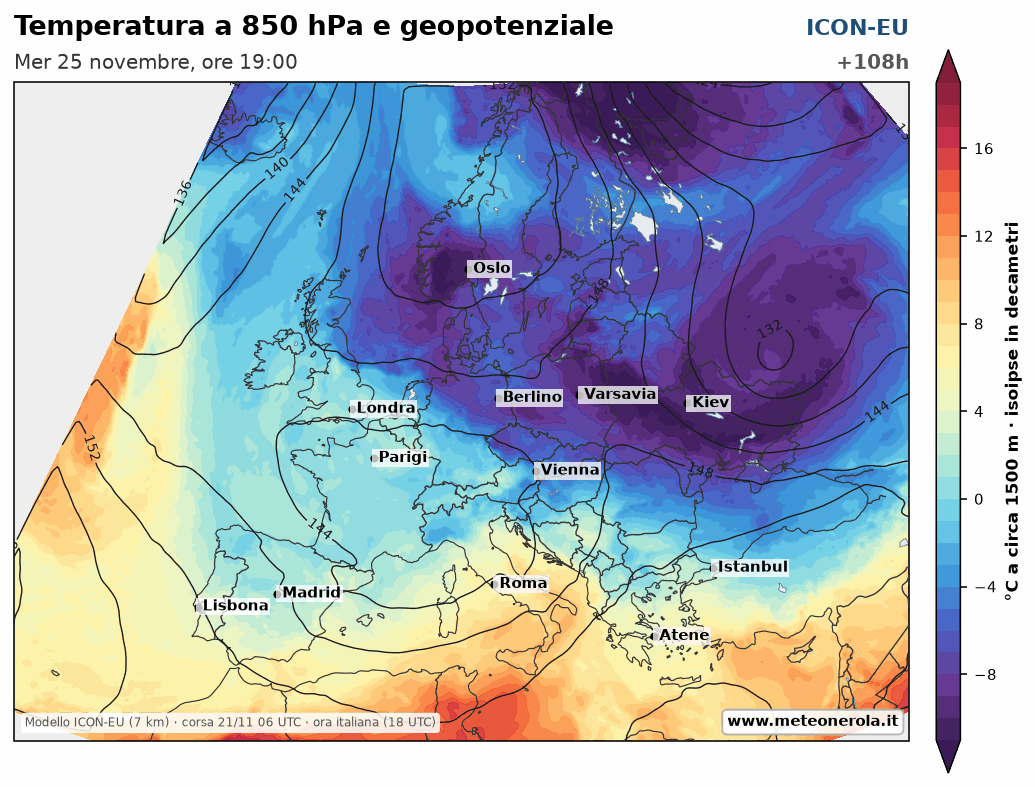 Temperatura a 850 hPa e geopotenziale
ICON-EU
Mer 25 novembre, ore 19:00
+108h
152
136
140
144
16
12
8
4
0
−4
−8
°C a circa 1500 m · isoipse in decametri
Oslo
148
132
Berlino
Varsavia
Kiev
Londra
144
152
Parigi
Vienna
148
144
Istanbul
Roma
Madrid
Lisbona
Atene
Modello ICON-EU (7 km) · corsa 21/11 06 UTC · ora italiana (18 UTC)
www.meteonerola.it